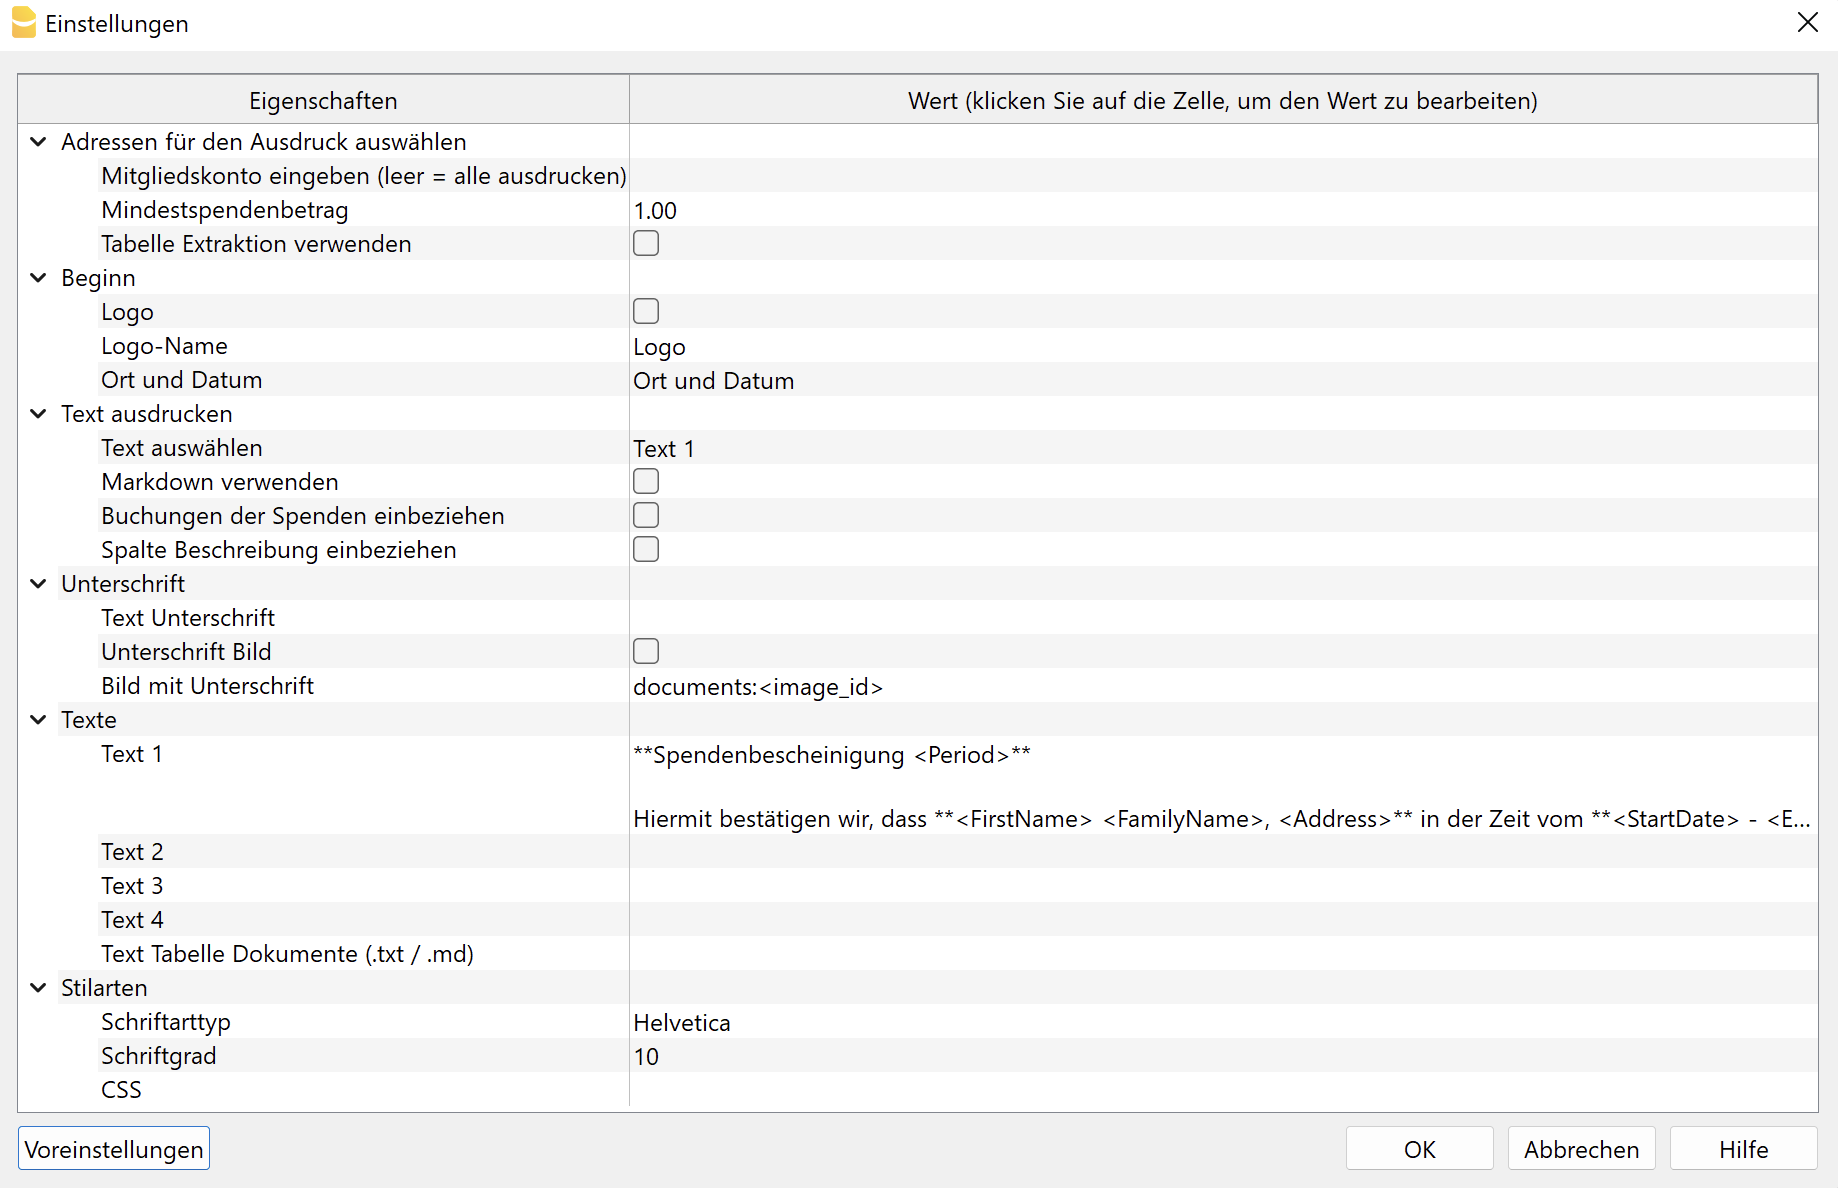 Einstellungen
Eigenschaften
Wert (klicken Sie auf die Zelle, um den Wert zu bearbeiten)
Adressen für den Ausdruck auswählen
Mitgliedskonto eingeben (leer = alle ausdrucken)
Mindestspendenbetrag 1.00
Tabelle Extraktion verwenden
Beginn
Logo
Logo-Name Logo
Ort und Datum Ort und Datum
Text ausdrucken
Text auswählen Text 1
Markdown verwenden
Buchungen der Spenden einbeziehen
Spalte Beschreibung einbeziehen
Unterschrift
Text Unterschrift
Unterschrift Bild
Bild mit Unterschrift documents:<image_id>
Texte
Text 1 **Spendenbescheinigung <Period>**
Hiermit bestätigen wir, dass **<FirstName> <FamilyName>, <Address>** in der Zeit vom **<StartDate> - <E...
Text 2
Text 3
Text 4
Text Tabelle Dokumente (.txt / .md)
Stilarten
Schriftarttyp Helvetica
Schriftgrad 10
CSS
Voreinstellungen
OK
Abbrechen
Hilfe